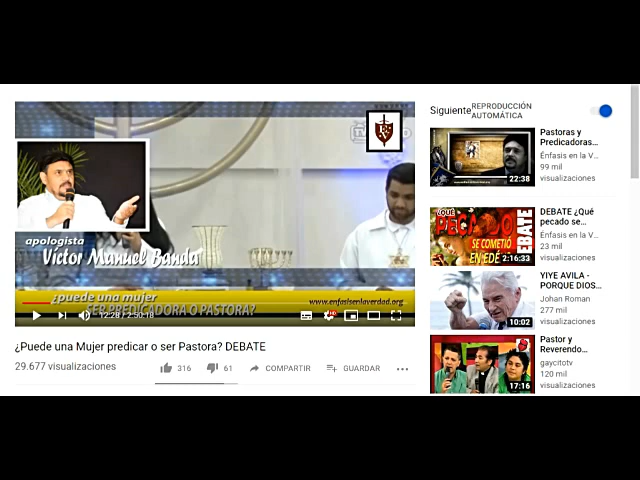 apologista
Víctor Manuel Banda
¿puede una mujer
SER PREDICADORA O PASTORA?
www.enfasisenlaverdad.org
12:28 / 2:50:18
¿Puede una Mujer predicar o ser Pastora? DEBATE
29.677 visualizaciones
316
61
COMPARTIR
GUARDAR
Siguiente
REPRODUCCIÓN
AUTOMÁTICA
22:38
Pastoras y
Predicadoras...
Énfasis en la V...
99 mil
visualizaciones
¿QUÉ
PECADO
SE COMETIÓ
EN EDÉ
DEBATE
2:16:33
DEBATE ¿Qué
pecado se...
Énfasis en la V...
23 mil
visualizaciones
10:02
YIYE AVILA -
PORQUE DIOS...
Johan Roman
277 mil
visualizaciones
17:16
Pastor y
Reverendo...
gaycitotv
120 mil
visualizaciones